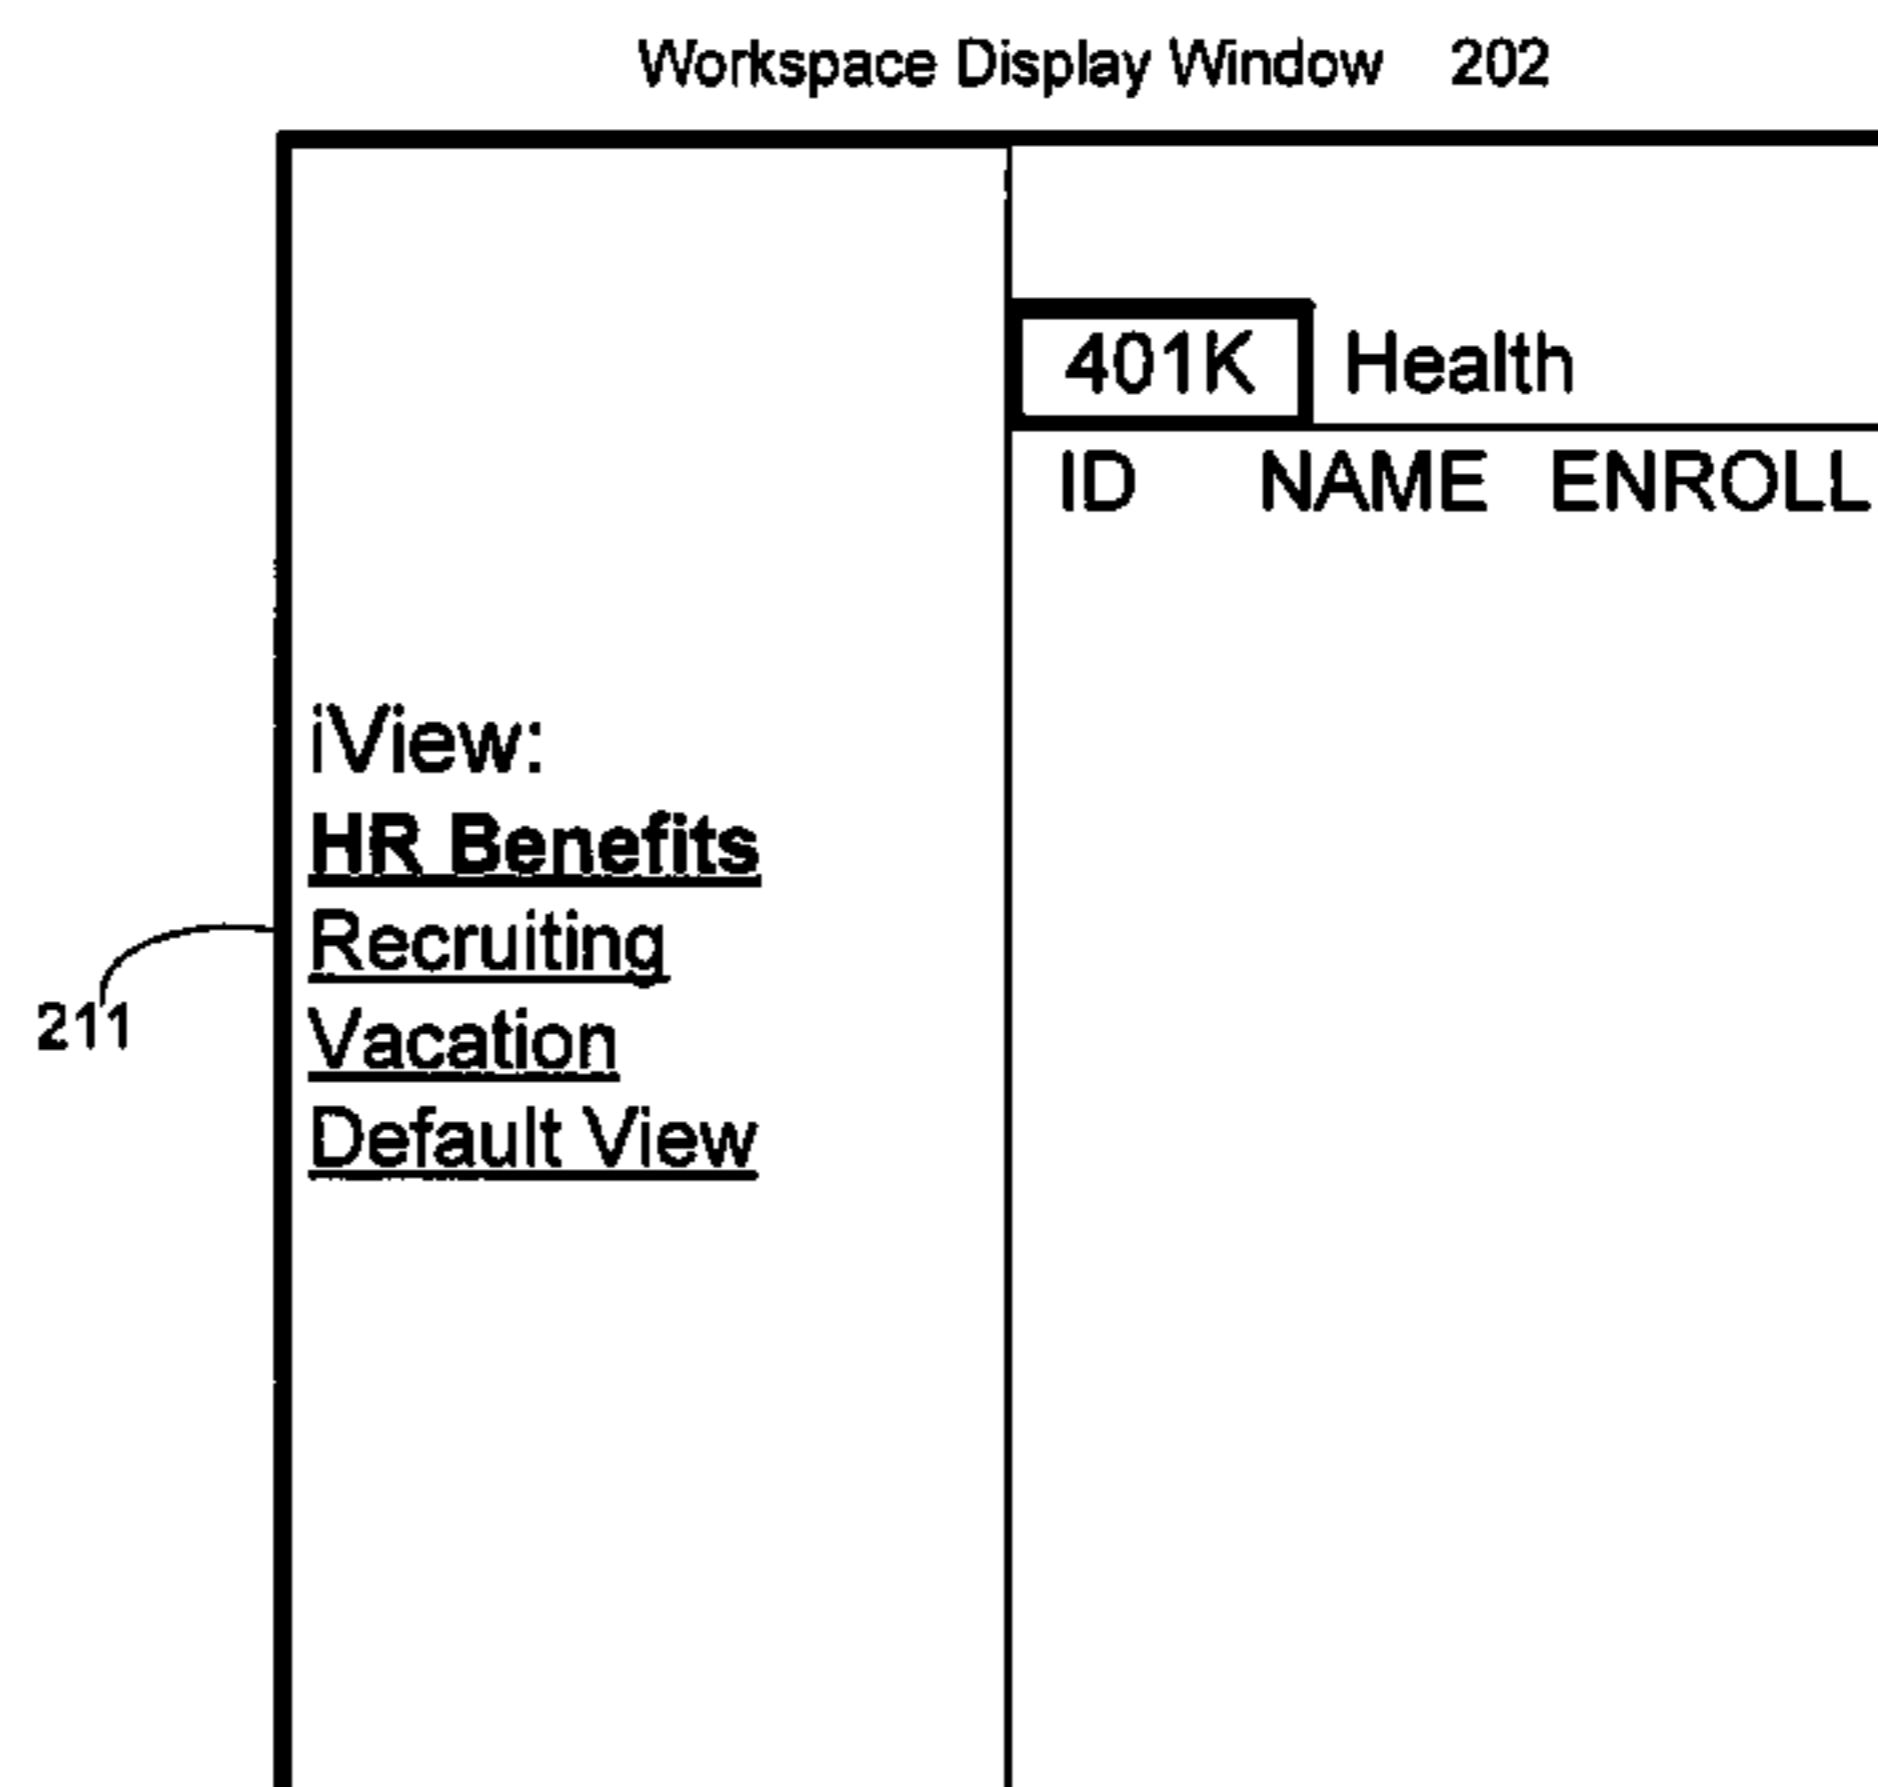 Workspace Display Window 202
401K Health
ID NAME ENROLL
iView:
HR Benefits
Recruiting
211
Vacation
Default View